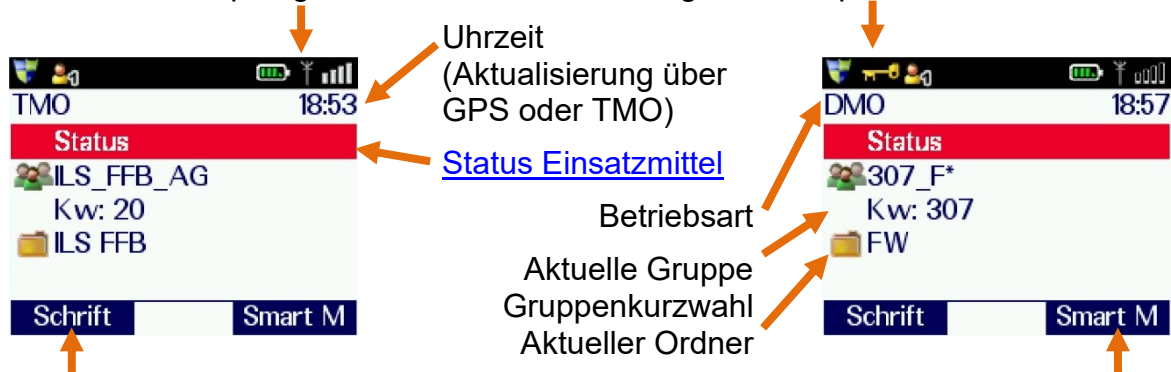 Uhrzeit
(Aktualisierung über
GPS oder TMO)
Status Einsatzmittel
Betriebsart
Aktuelle Gruppe
Gruppenkurzwahl
Aktueller Ordner
TMO 18:53
Status
ILS_FFB_AG
Kw: 20
ILS FFB
Schrift Smart M
DMO 18:57
Status
307_F*
Kw: 307
FW
Schrift Smart M